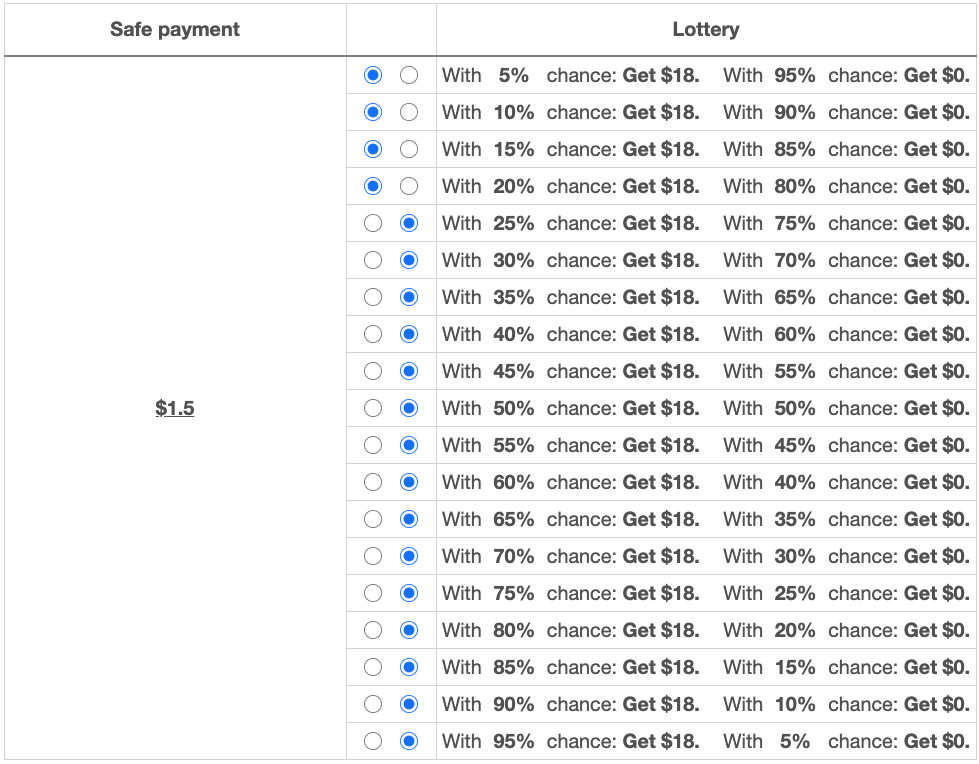 Safe payment Lottery
With 5% chance: Get $18. With 95% chance: Get $0.
With 10% chance: Get $18. With 90% chance: Get $0.
With 15% chance: Get $18. With 85% chance: Get $0.
With 20% chance: Get $18. With 80% chance: Get $0.
With 25% chance: Get $18. With 75% chance: Get $0.
With 30% chance: Get $18. With 70% chance: Get $0.
With 35% chance: Get $18. With 65% chance: Get $0.
With 40% chance: Get $18. With 60% chance: Get $0.
With 45% chance: Get $18. With 55% chance: Get $0.
$1.5 With 50% chance: Get $18. With 50% chance: Get $0.
With 55% chance: Get $18. With 45% chance: Get $0.
With 60% chance: Get $18. With 40% chance: Get $0.
With 65% chance: Get $18. With 35% chance: Get $0.
With 70% chance: Get $18. With 30% chance: Get $0.
With 75% chance: Get $18. With 25% chance: Get $0.
With 80% chance: Get $18. With 20% chance: Get $0.
With 85% chance: Get $18. With 15% chance: Get $0.
With 90% chance: Get $18. With 10% chance: Get $0.
With 95% chance: Get $18. With 5% chance: Get $0.